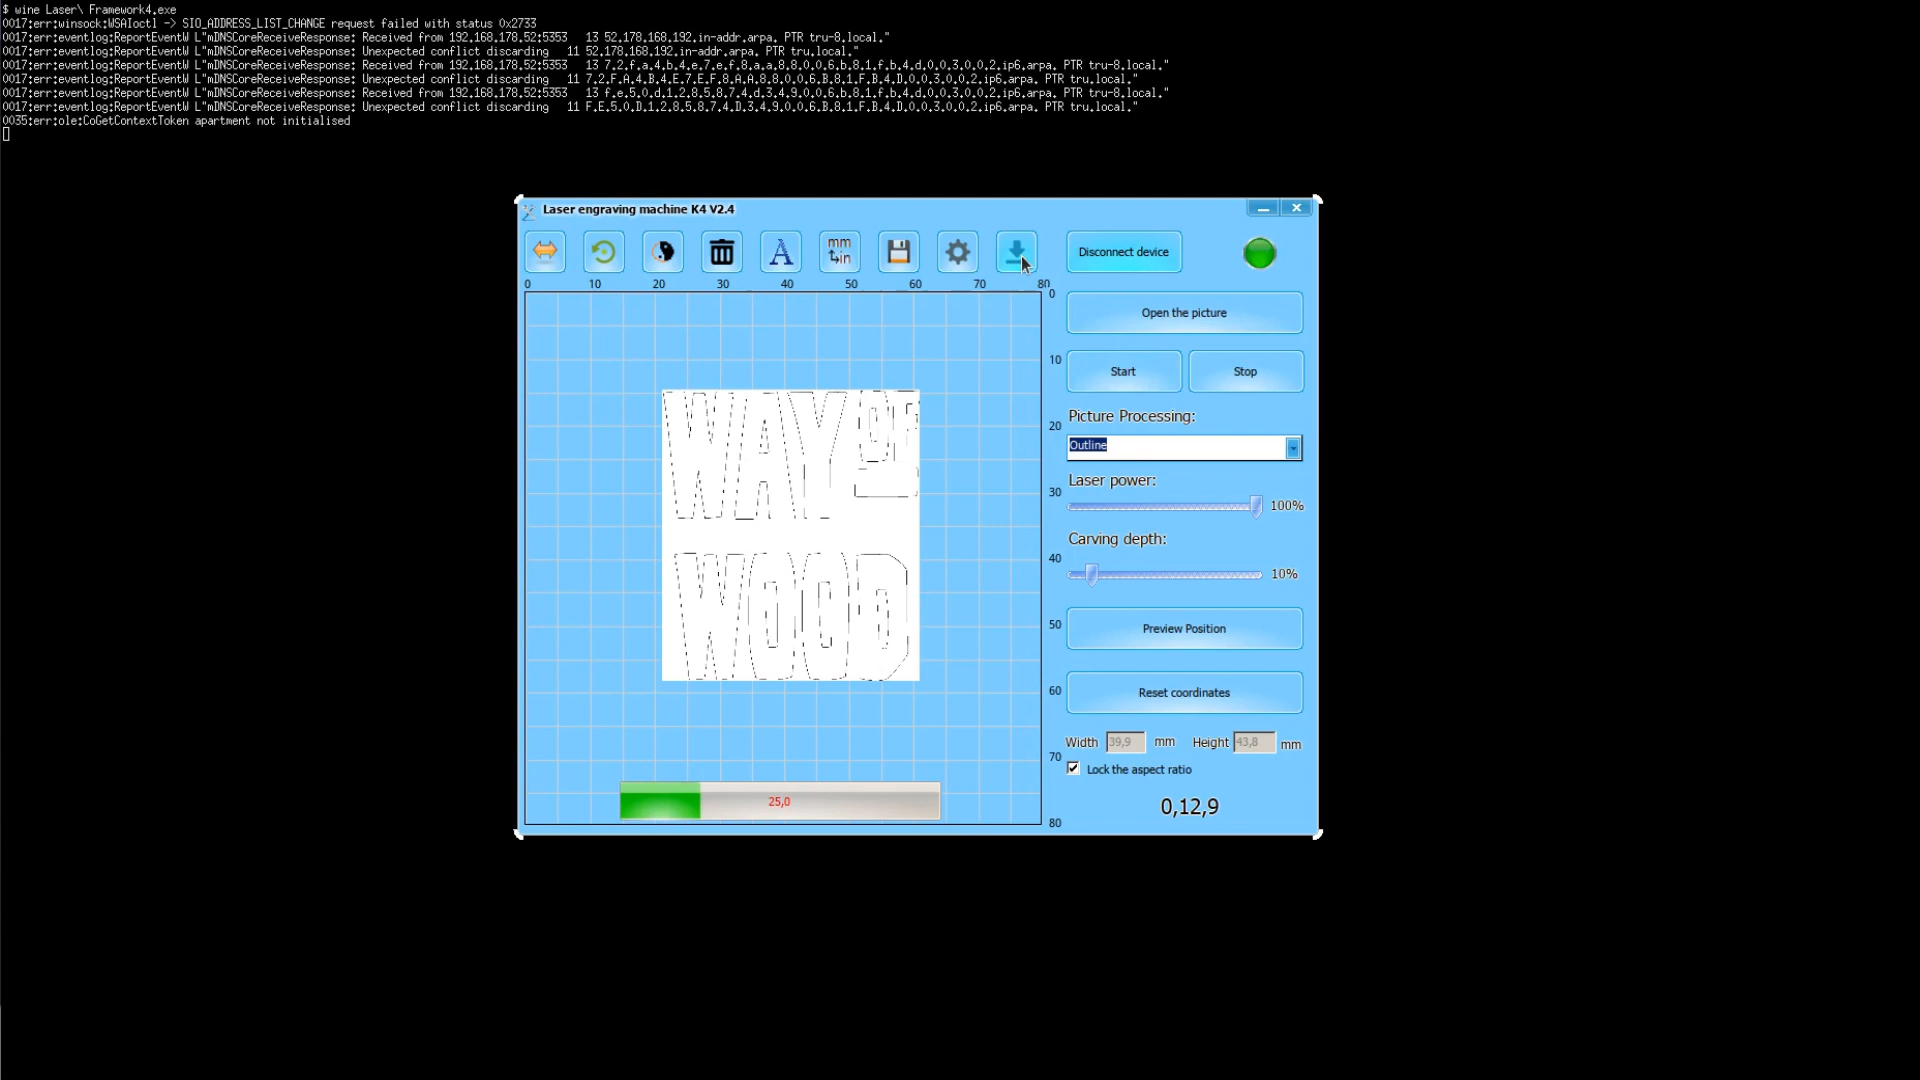 $ wine Laser\ Framework4.exe
0017:err:winsock:WSAIoctl -> SIO_ADDRESS_LIST_CHANGE request failed with status 0x2733
0017:err:eventlog:ReportEventW L"mDNSCoreReceiveResponse: Received from 192.168.178.52:5353   13 52.178.168.192.in-addr.arpa. PTR tru-8.local."
0017:err:eventlog:ReportEventW L"mDNSCoreReceiveResponse: Unexpected conflict discarding   11 52.178.168.192.in-addr.arpa. PTR tru.local."
0017:err:eventlog:ReportEventW L"mDNSCoreReceiveResponse: Received from 192.168.178.52:5353   13 7.2.f.a.4.b.4.e.7.e.f.8.a.a.8.8.0.0.6.b.8.1.f.b.4.d.0.0.3.0.0.2.ip6.arpa. PTR tru-8.local."
0017:err:eventlog:ReportEventW L"mDNSCoreReceiveResponse: Unexpected conflict discarding   11 7.2.F.A.4.B.4.E.7.E.F.8.A.A.8.8.0.0.6.B.8.1.F.B.4.D.0.0.3.0.0.2.ip6.arpa. PTR tru.local."
0017:err:eventlog:ReportEventW L"mDNSCoreReceiveResponse: Received from 192.168.178.52:5353   13 f.e.5.0.d.1.2.8.5.8.7.4.d.3.4.9.0.0.6.b.8.1.f.b.4.d.0.0.3.0.0.2.ip6.arpa. PTR tru-8.local."
0017:err:eventlog:ReportEventW L"mDNSCoreReceiveResponse: Unexpected conflict discarding   11 F.E.5.0.D.1.2.8.5.8.7.4.D.3.4.9.0.0.6.B.8.1.F.B.4.D.0.0.3.0.0.2.ip6.arpa. PTR tru.local."
0035:err:ole:CoGetContextToken apartment not initialised
Laser engraving machine K4 V2.4
A
mm
in
Disconnect device
0 10 20 30 40 50 60 70 80
0
10
20
30
40
50
60
70
80
WAY OF
WOOD
25,0
Open the picture
Start
Stop
Picture Processing:
Outline
Laser power:
100%
Carving depth:
10%
Preview Position
Reset coordinates
Width 39,9 mm Height 43,8 mm
Lock the aspect ratio
0,12,9